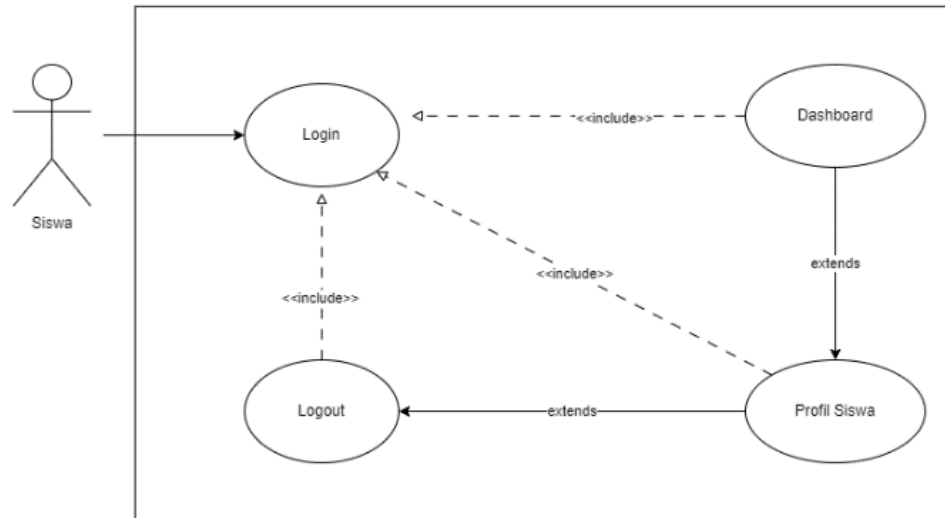 Siswa
Login
<<include>>
Dashboard
<<include>>
extends
<<include>>
Logout
extends
Profil Siswa